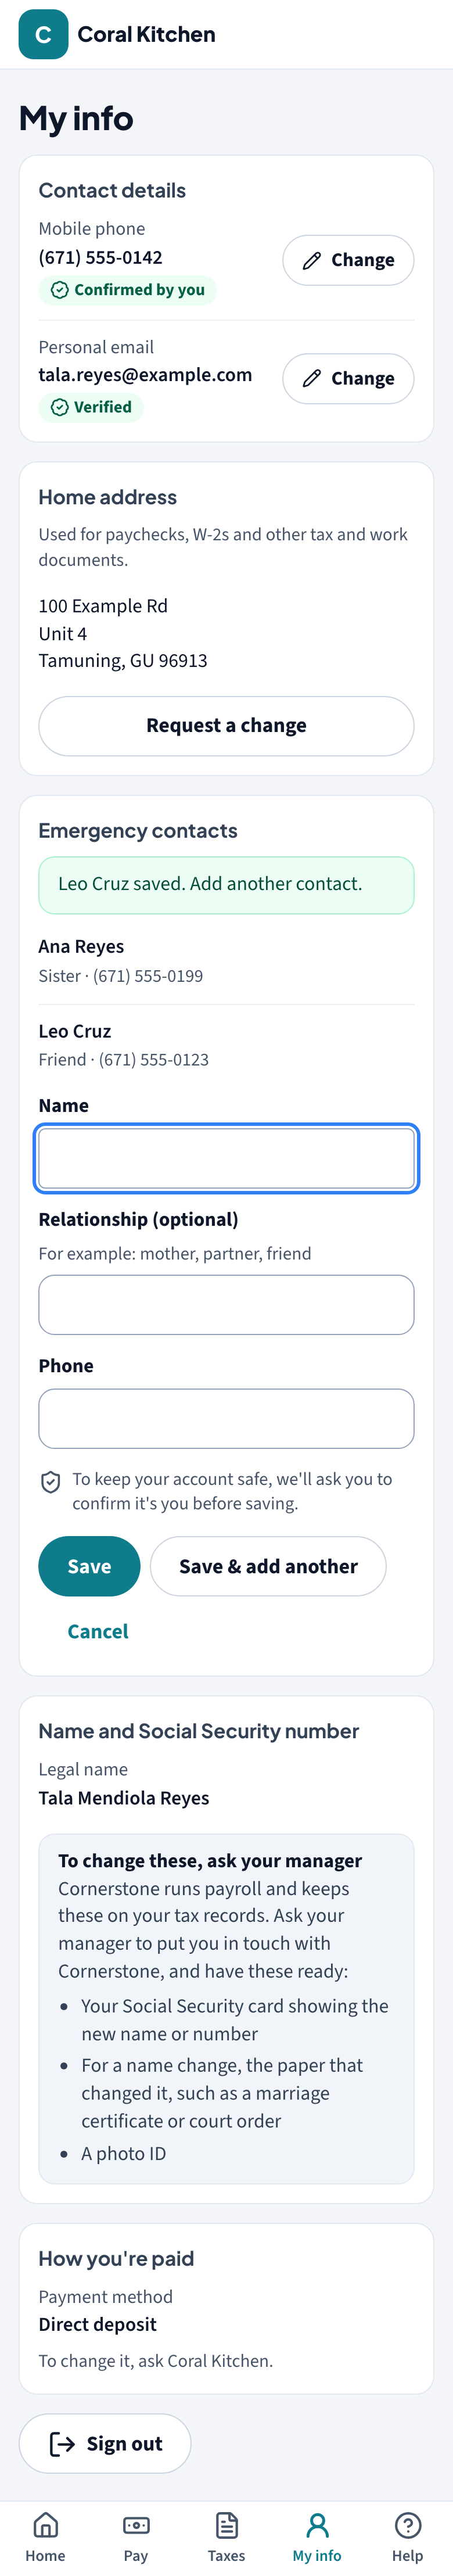 C Coral Kitchen
My info
Contact details
Mobile phone
(671) 555-0142
Confirmed by you
Change
Personal email
tala.reyes@example.com
Verified
Change
Home address
Used for paychecks, W-2s and other tax and work
documents.
100 Example Rd
Unit 4
Tamuning, GU 96913
Request a change
Emergency contacts
Leo Cruz saved. Add another contact.
Ana Reyes
Sister · (671) 555-0199
Leo Cruz
Friend · (671) 555-0123
Name
Relationship (optional)
For example: mother, partner, friend
Phone
To keep your account safe, we'll ask you to
confirm it's you before saving.
Save
Save & add another
Cancel
Name and Social Security number
Legal name
Tala Mendiola Reyes
To change these, ask your manager
Cornerstone runs payroll and keeps
these on your tax records. Ask your
manager to put you in touch with
Cornerstone, and have these ready:
• Your Social Security card showing the
new name or number
• For a name change, the paper that
changed it, such as a marriage
certificate or court order
• A photo ID
How you're paid
Payment method
Direct deposit
To change it, ask Coral Kitchen.
Sign out
Home
Pay
Taxes
My info
Help